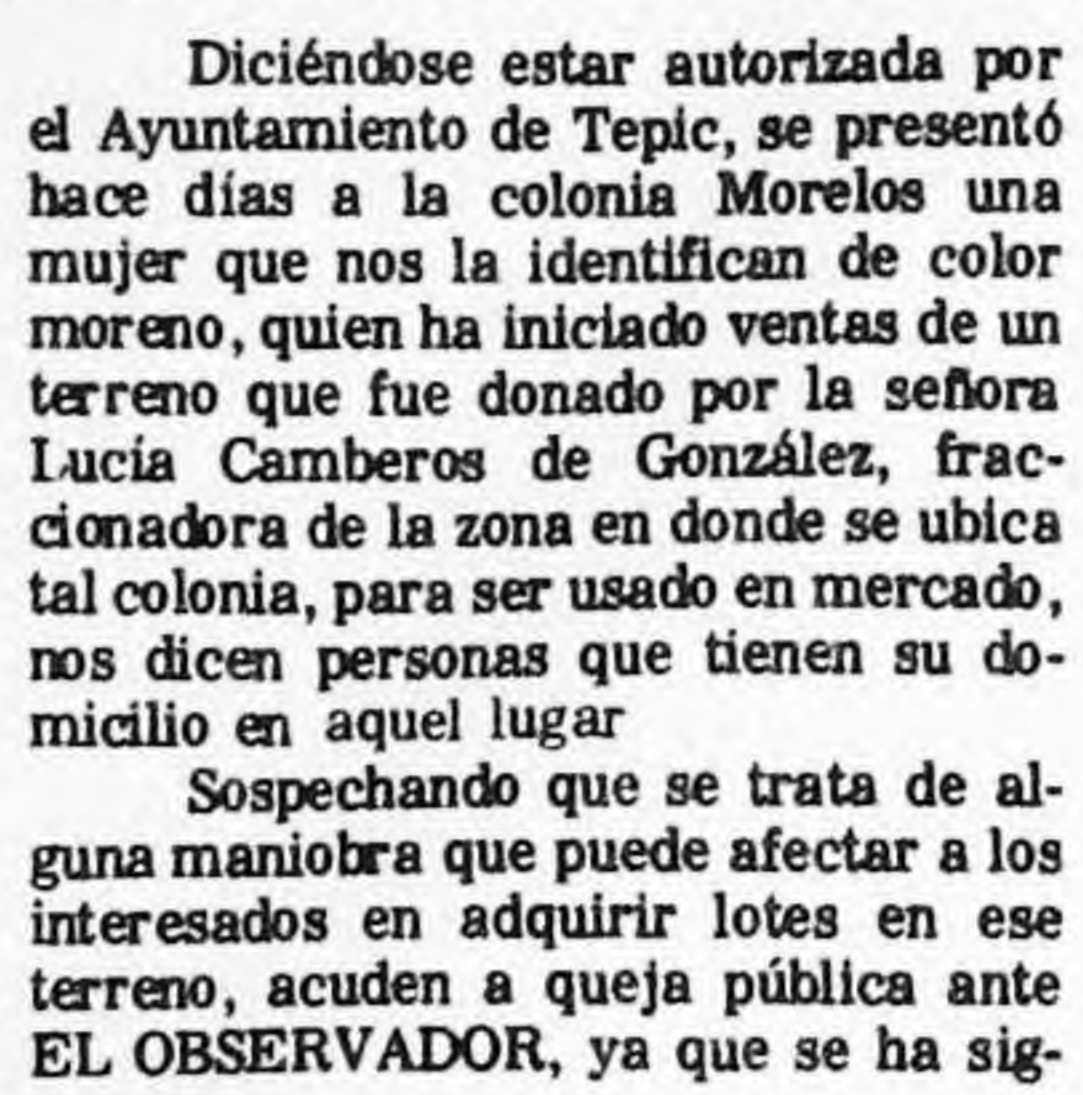 Diciéndose estar autorizada por
el Ayuntamiento de Tepic, se presentó
hace días a la colonia Morelos una
mujer que nos la identifican de color
moreno, quien ha iniciado ventas de un
terreno que fue donado por la señora
Lucía Camberos de González, frac-
cionadora de la zona en donde se ubica
tal colonia, para ser usado en mercado,
nos dicen personas que tienen su do-
micilio en aquel lugar
Sospechando que se trata de al-
guna maniobra que puede afectar a los
interesados en adquirir lotes en ese
terreno, acuden a queja pública ante
EL OBSERVADOR, ya que se ha sig-